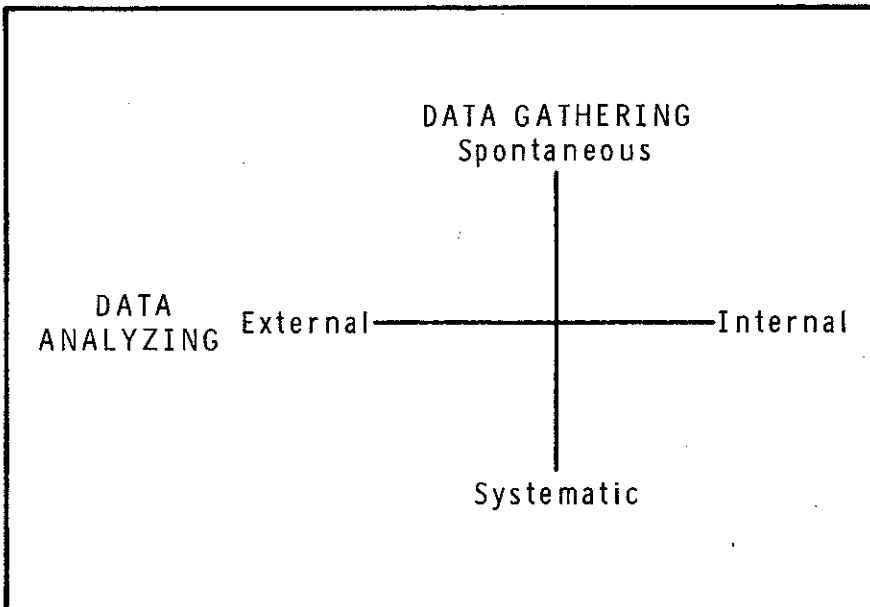 DATA GATHERING
Spontaneous
DATA
ANALYZING
External
Internal
Systematic